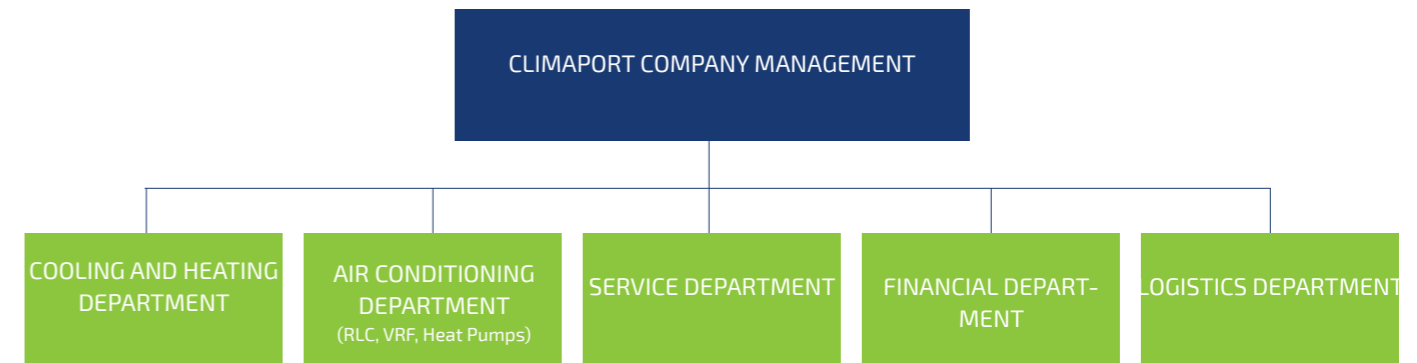 CLIMAPORT COMPANY MANAGEMENT
COOLING AND HEATING
DEPARTMENT
AIR CONDITIONING
DEPARTMENT
(RLC, VRF, Heat Pumps)
SERVICE DEPARTMENT
FINANCIAL DEPART-
MENT
LOGISTICS DEPARTMENT